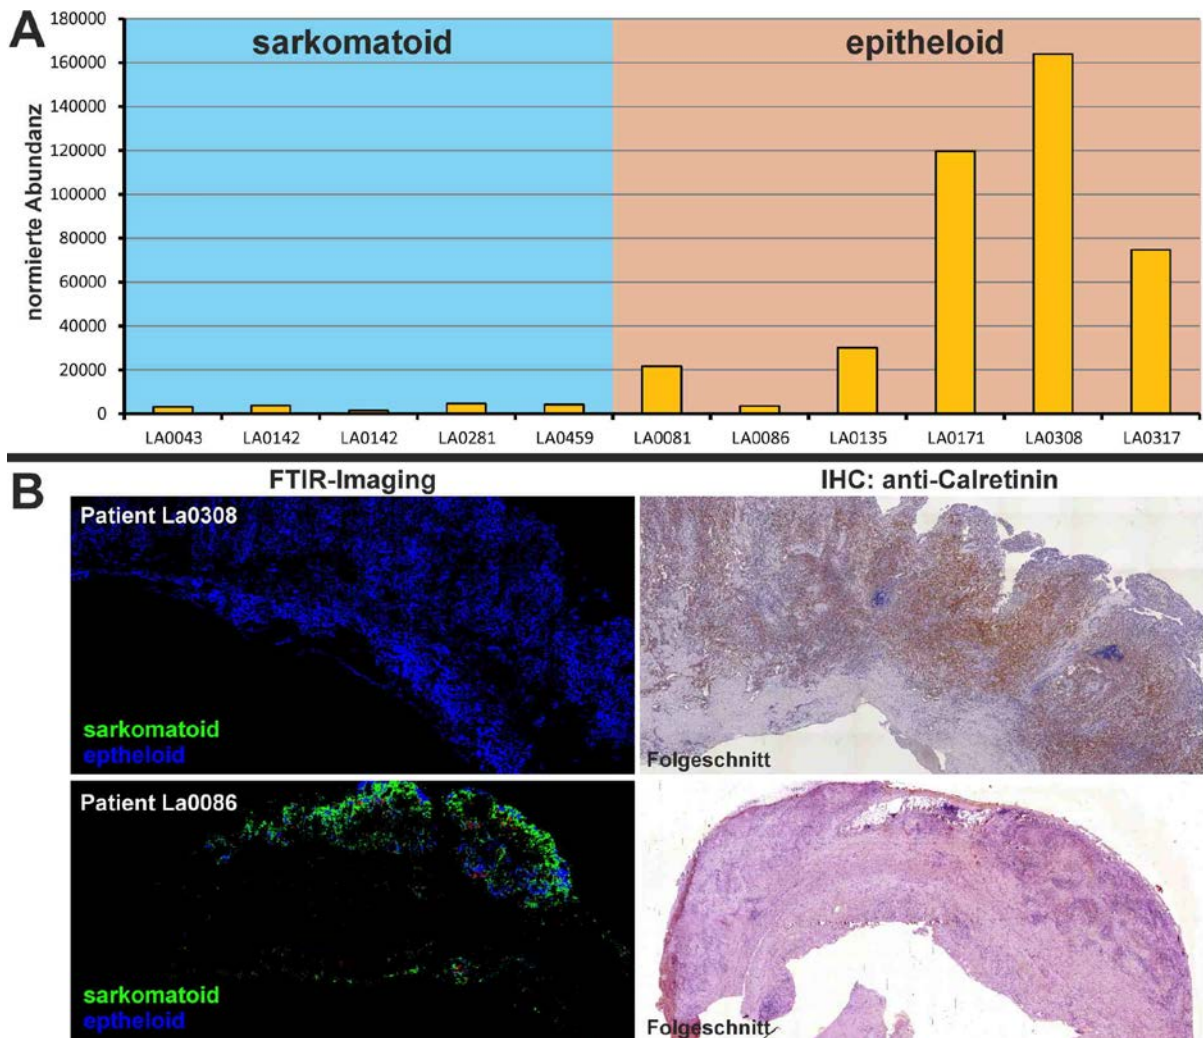 A
sarkomatoid
epitheloid
normierte Abundanz
180000
160000
140000
120000
100000
80000
60000
40000
20000
0
LA0043 LA0142 LA0142 LA0281 LA0459 LA0081 LA0086 LA0135 LA0171 LA0308 LA0317
B
FTIR-Imaging
IHC: anti-Calretinin
Patient La0308
sarkomatoid
eptheloid
Folgeschnitt
Patient La0086
sarkomatoid
eptheloid
Folgeschnitt